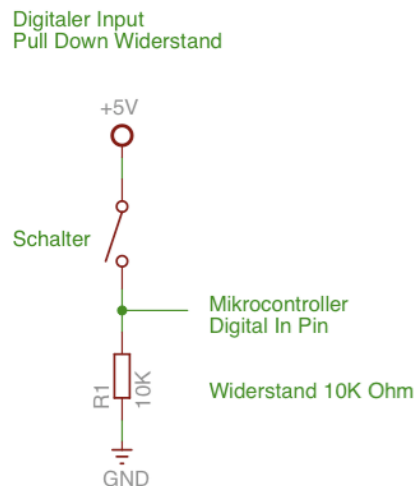 Digitaler Input
Pull Down Widerstand
+5V
Schalter
Mikrocontroller
Digital In Pin
R1
10K
Widerstand 10K Ohm
GND